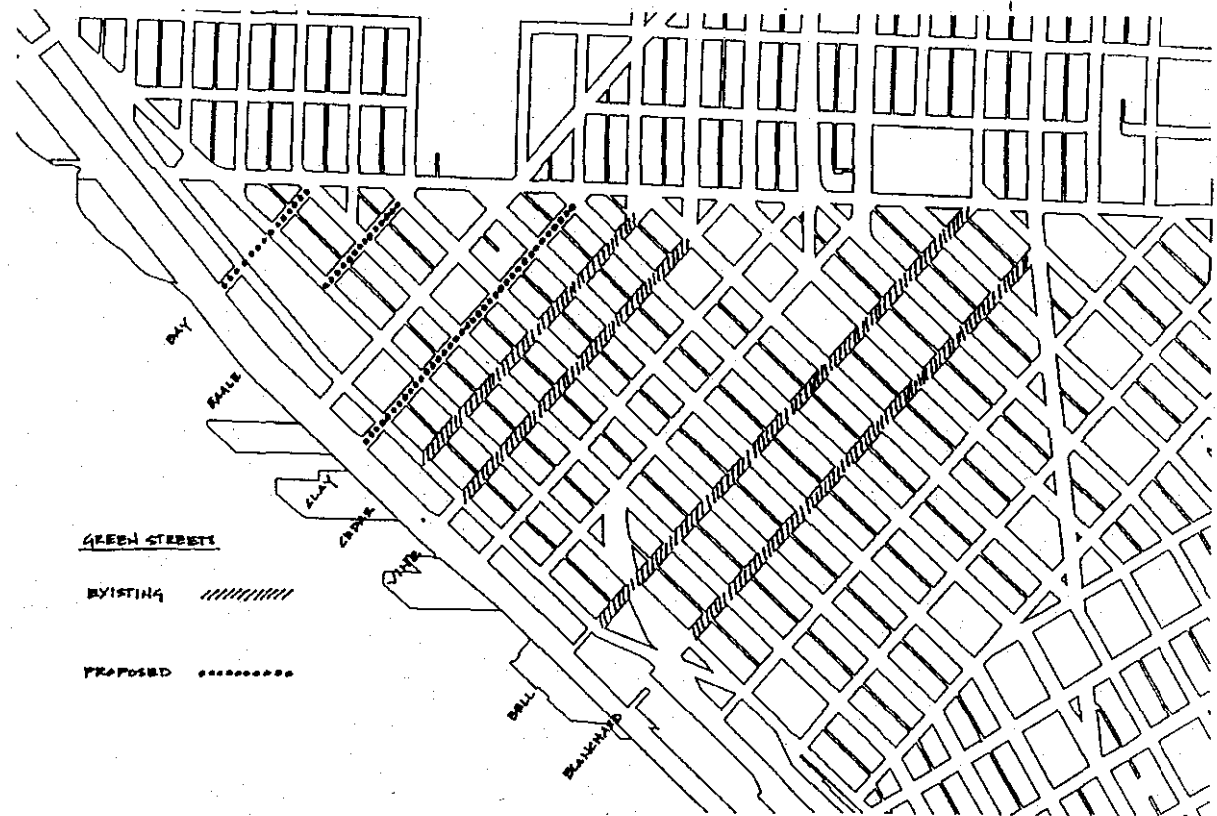 BAY
EAGLE
CLAY
CEDAR
VINE
GREEN STREETS
EXISTING
PROPOSED
BELL
BLANCHARD